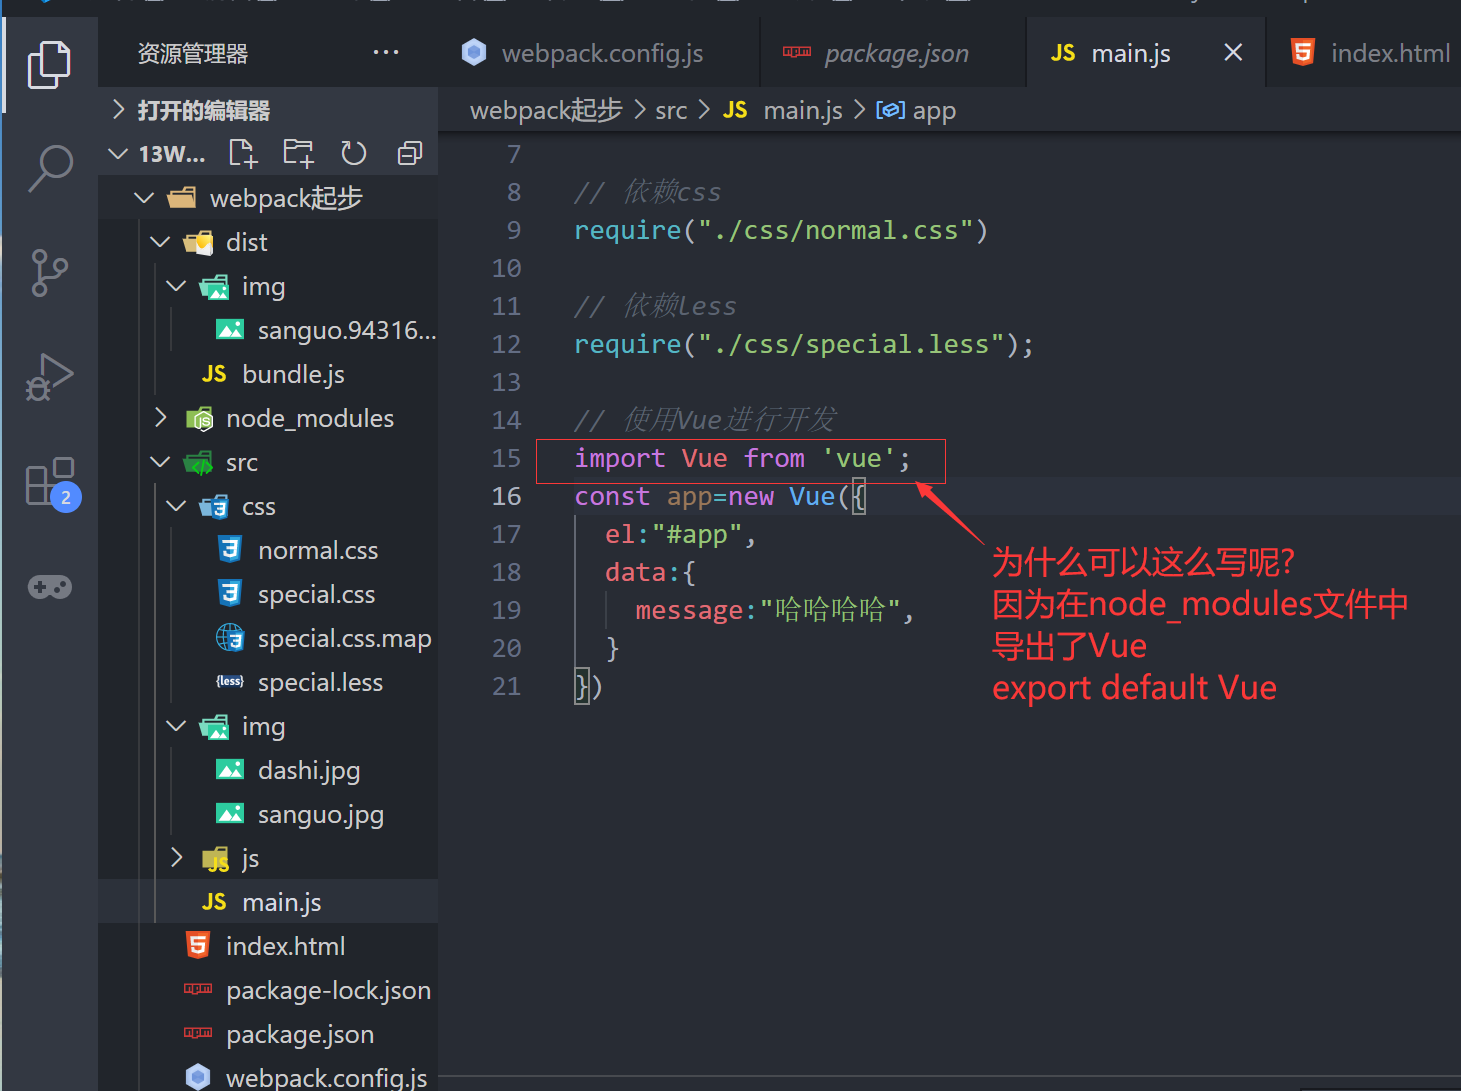 资源管理器 ···
webpack.config.js
package.json
JS main.js
index.html
打开的编辑器
webpack起步 > src > JS main.js > app
13W...
webpack起步
dist
img
sanguo.94316...
JS bundle.js
node_modules
src
css
normal.css
special.css
special.css.map
{less} special.less
img
dashi.jpg
sanguo.jpg
js
JS main.js
index.html
package-lock.json
package.json
webpack.config.js
2
7
8 // 依赖css
9 require("./css/normal.css")
10
11 // 依赖less
12 require("./css/special.less");
13
14 // 使用Vue进行开发
15 import Vue from 'vue';
16 const app=new Vue({
17 el:"#app",
18 data:{
19 message:"哈哈哈哈",
20 }
21 })
为什么可以这么写呢?
因为在node_modules文件中
导出了Vue
export default Vue